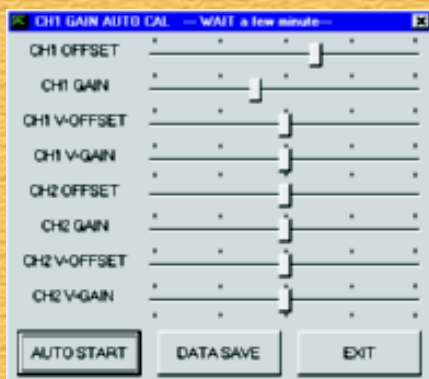 CH1 GAIN AUTO CAL --- WAIT a few minute---
CH1 OFFSET
CH1 GAIN
CH1 V-OFFSET
CH1 V-GAIN
CH2 OFFSET
CH2 GAIN
CH2 V-OFFSET
CH2 V-GAIN
AUTO START
DATA SAVE
EXIT